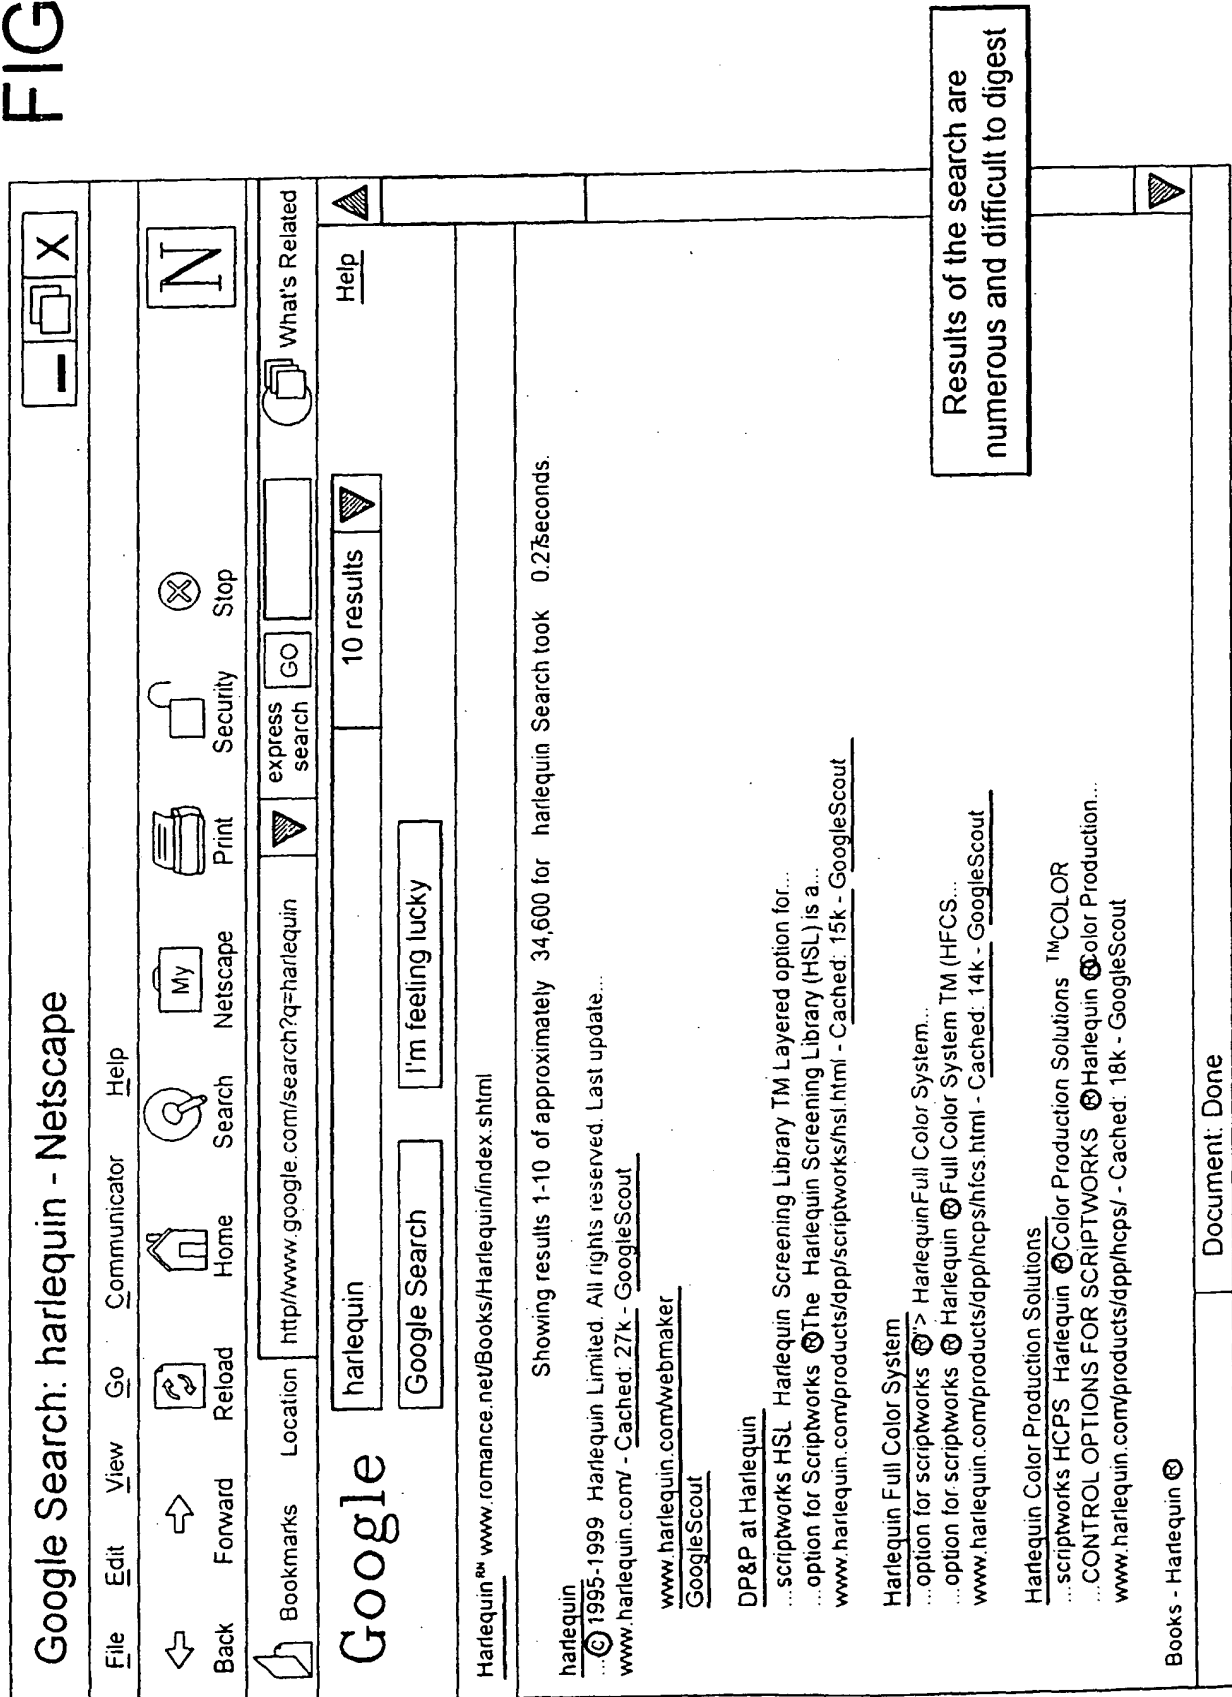 FIG
Google Search: harlequin - Netscape
X
File Edit View Go Communicator Help
Back Forward Reload Home Search My Netscape Print Security Stop N
Bookmarks Location http//www.google.com/search?q=harlequin express search GO What's Related
Google harlequin 10 results Help
Google Search I'm feeling lucky
Harlequin™ www.romance.net/Books/Harlequin/index.shtml
Showing results 1-10 of approximately 34,600 for harlequin Search took 0.27seconds.
harlequin
...© 1995-1999 Harlequin Limited. All rights reserved. Last update...
www.harlequin.com/ - Cached: 27k - GoogleScout
www.harlequin.com/webmaker
GoogleScout
DP&P at Harlequin
...scriptworks HSL Harlequin Screening Library TM Layered option for...
...option for Scriptworks ®The Harlequin Screening Library (HSL) is a...
www.harlequin.com/products/dpp/scriptworks/hsl.html - Cached: 15k - GoogleScout
Harlequin Full Color System
...option for scriptworks ®"> Harlequin Full Color System...
...option for scriptworks ® Harlequin ®Full Color System TM (HFCS...
www.harlequin.com/products/dpp/hcps/hfcs.html - Cached: 14k - GoogleScout
Harlequin Color Production Solutions
...scriptworks HCPS Harlequin ®Color Production Solutions ™COLOR
...CONTROL OPTIONS FOR SCRIPTWORKS ®Harlequin ®Color Production...
www.harlequin.com/products/dpp/hcps/ - Cached: 18k - GoogleScout
Results of the search are
numerous and difficult to digest
Books - Harlequin ®
Document: Done